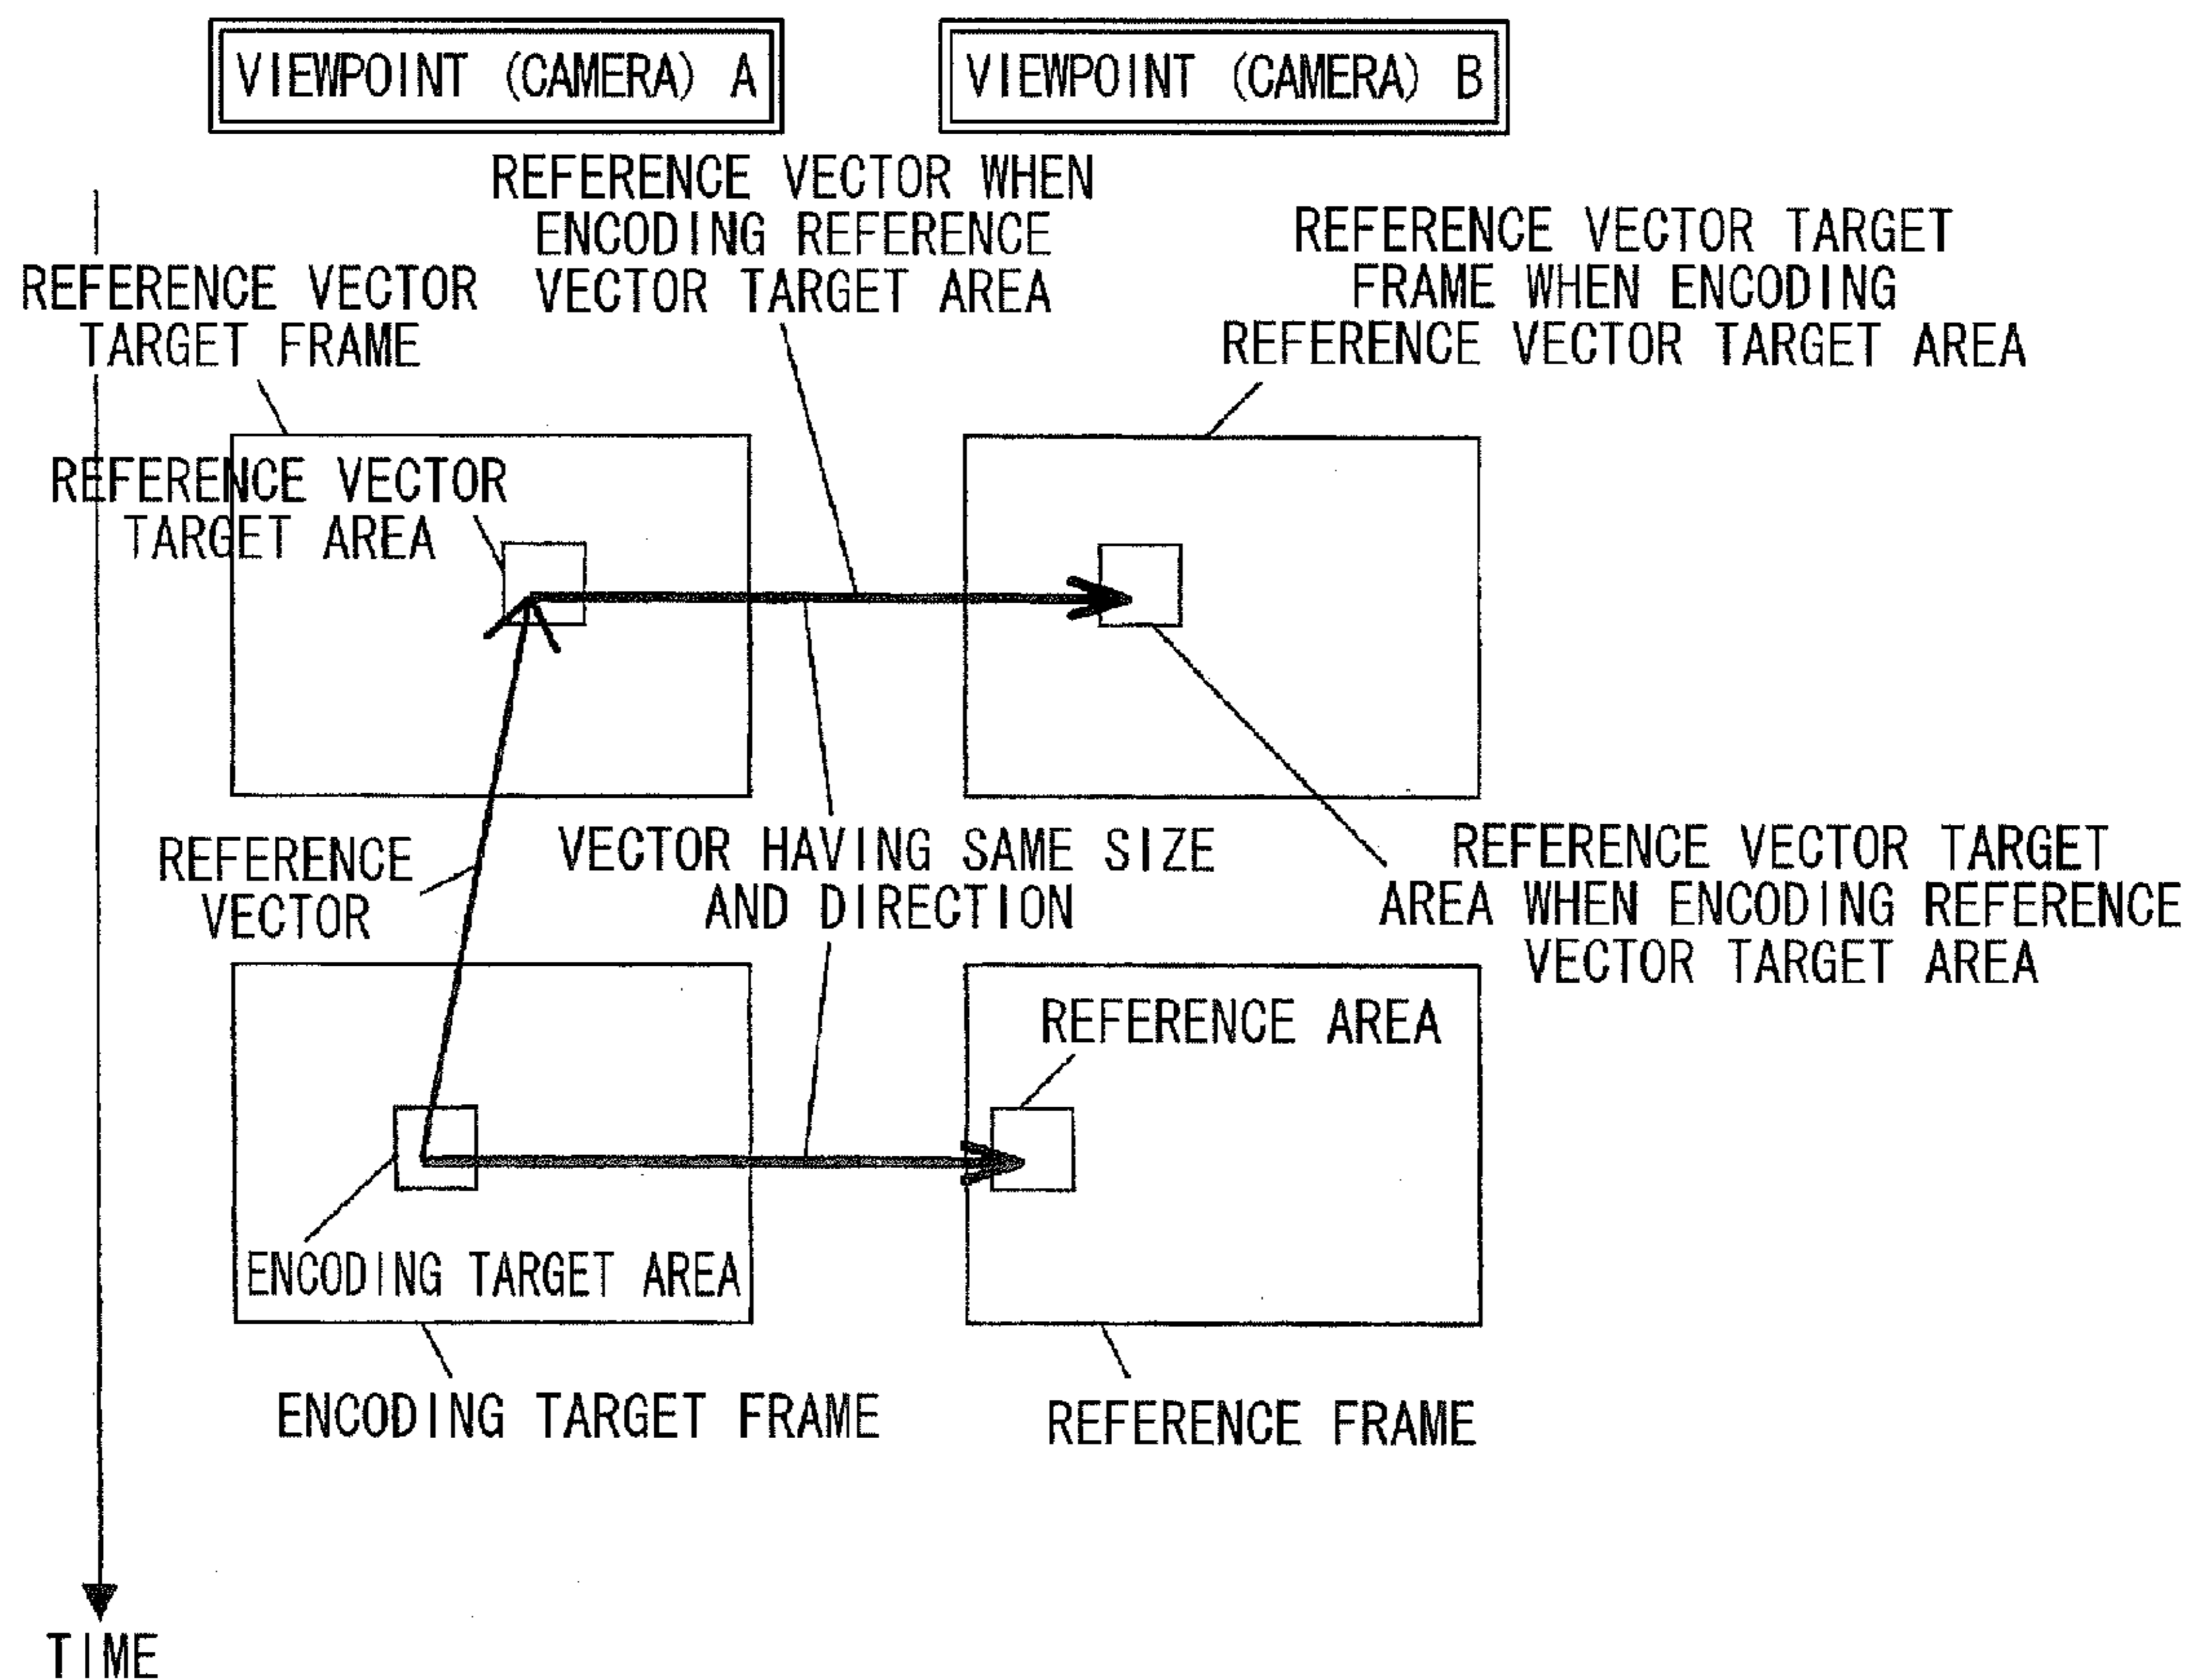 VIEWPOINT (CAMERA) A
VIEWPOINT (CAMERA) B
REFERENCE VECTOR WHEN
ENCODING REFERENCE
VECTOR TARGET AREA
REFERENCE VECTOR TARGET
FRAME WHEN ENCODING
REFERENCE VECTOR TARGET AREA
REFERENCE VECTOR
TARGET FRAME
REFERENCE VECTOR
TARGET AREA
REFERENCE
VECTOR
VECTOR HAVING SAME SIZE
AND DIRECTION
REFERENCE VECTOR TARGET
AREA WHEN ENCODING REFERENCE
VECTOR TARGET AREA
REFERENCE AREA
ENCODING TARGET AREA
ENCODING TARGET FRAME
REFERENCE FRAME
TIME